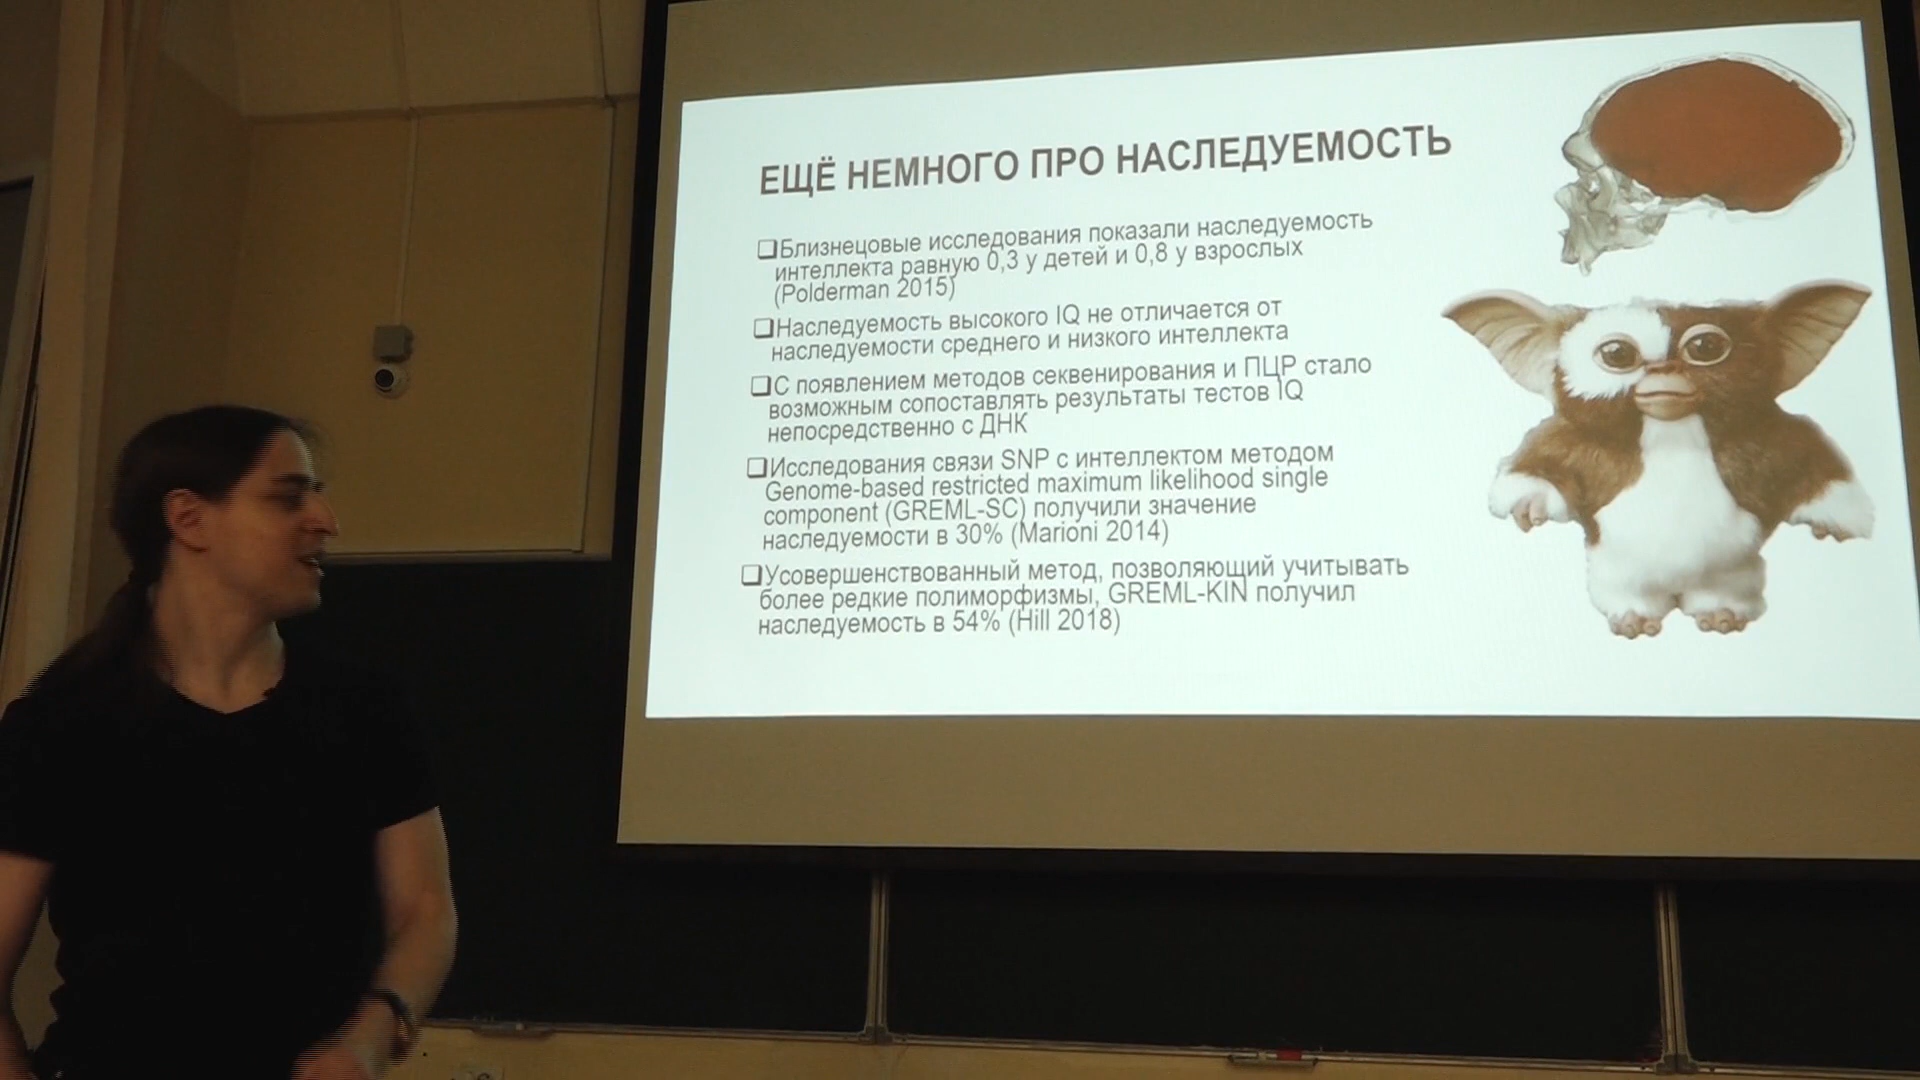 ЕЩЁ НЕМНОГО ПРО НАСЛЕДУЕМОСТЬ
Близнецовые исследования показали наследуемость
интеллекта равную 0,3 у детей и 0,8 у взрослых
(Polderman 2015)
Наследуемость высокого IQ не отличается от
наследуемости среднего и низкого интеллекта
С появлением методов секвенирования и ПЦР стало
возможным сопоставлять результаты тестов IQ
непосредственно с ДНК
Исследования связи SNP с интеллектом методом
Genome-based restricted maximum likelihood single
component (GREML-SC) получили значение
наследуемости в 30% (Marioni 2014)
Усовершенствованный метод, позволяющий учитывать
более редкие полиморфизмы, GREML-KIN получил
наследуемость в 54% (Hill 2018)